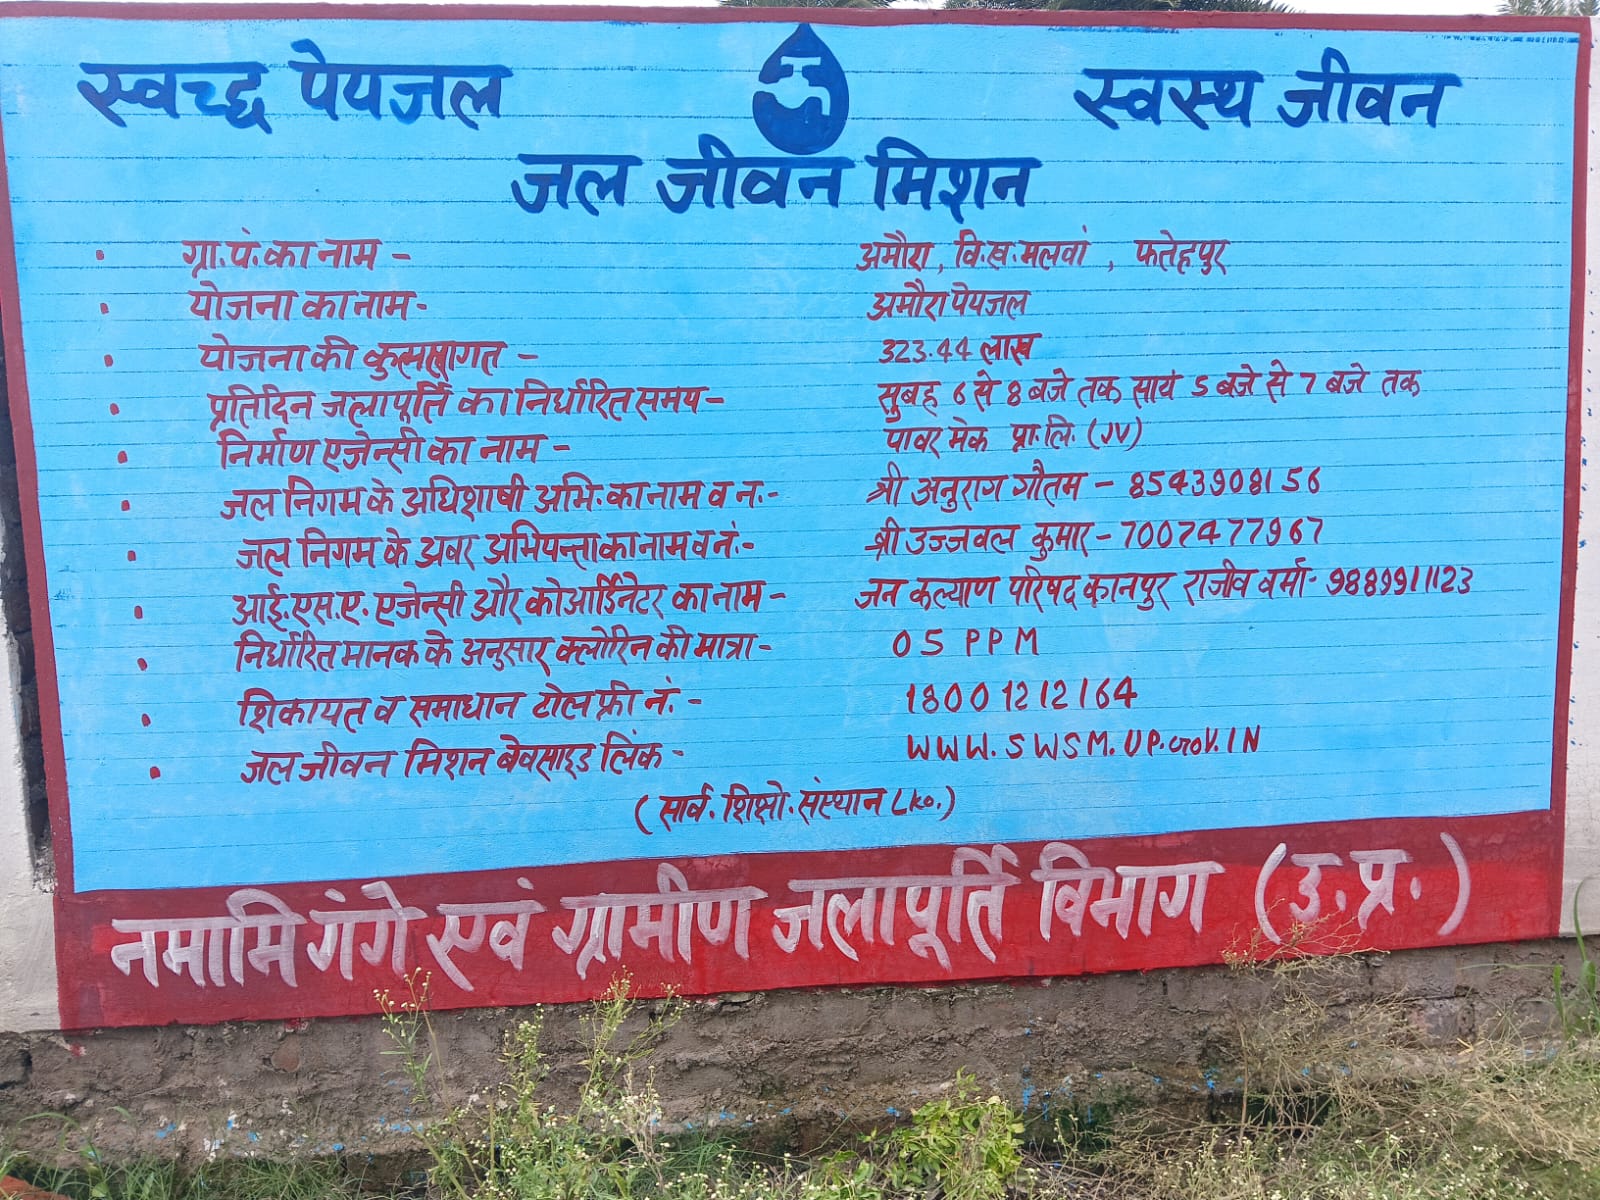 स्वच्छ पेयजल स्वस्थ जीवन
जल जीवन मिशन
ग्रा.पं. का नाम - अमौरा, वि.ख. मलवां, फतेहपुर
योजना का नाम - अमौरा पेयजल
योजना की कुल लागत - 323.44 लाख
प्रतिदिन जलापूर्ति का निर्धारित समय - सुबह 6 से 8 बजे तक सायं 5 बजे से 7 बजे तक
निर्माण एजेन्सी का नाम - पावर मेक प्रा.लि. (JV)
जल निगम के अधिशाषी अभि. का नाम व न.- श्री अनुराग गौतम - 8543908156
जल निगम के अवर अभियन्ता का नाम व नं.- श्री उज्जवल कुमार - 7007477967
आई.एस.ए. एजेन्सी और कोआर्डिनेटर का नाम - जन कल्याण परिषद कानपुर राजीव वर्मा - 9889911123
निर्धारित मानक के अनुसार क्लोरिन की मात्रा - 05 PPM
शिकायत व समाधान टोल फ्री नं. - 18001212164
जल जीवन मिशन बेवसाइड लिंक - WWW.SWSM.UP.GOV.IN
(सार्व. शिक्षो. संस्थान Lko.)
नमामि गंगे एवं ग्रामीण जलापूर्ति विभाग (उ.प्र.)